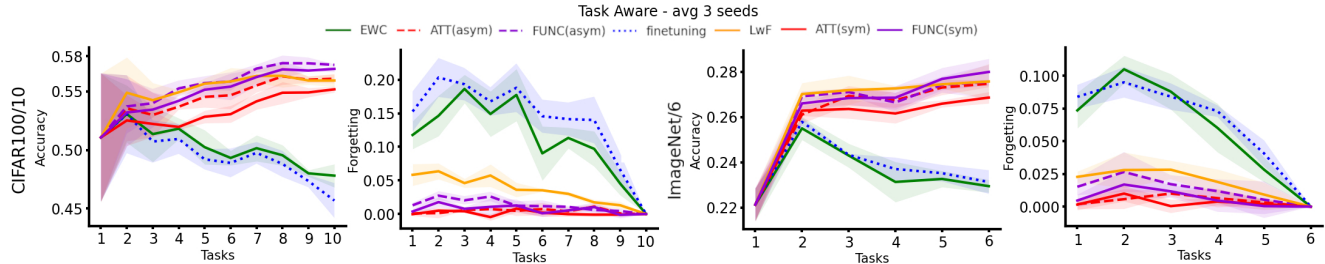 Task Aware - avg 3 seeds
EWC ATT(asym) FUNC(asym) finetuning LwF ATT(sym) FUNC(sym)
CIFAR100/10
Accuracy
0.58
0.55
0.50
0.45
1 2 3 4 5 6 7 8 9 10
Tasks
Forgetting
0.20
0.15
0.10
0.05
0.00
1 2 3 4 5 6 7 8 9 10
Tasks
ImageNet/6
Accuracy
0.28
0.26
0.24
0.22
1 2 3 4 5 6
Tasks
Forgetting
0.100
0.075
0.050
0.025
0.000
1 2 3 4 5 6
Tasks